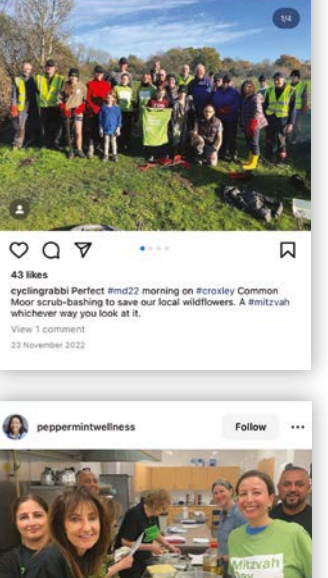 1/4
43 likes
cyclingrabbi Perfect #md22 morning on #croxley Common
Moor scrub-bashing to save our local wildflowers. A #mitzvah
whichever way you look at it.
View 1 comment
23 November 2022
peppermintwellness
Follow
Mitzvah
Day